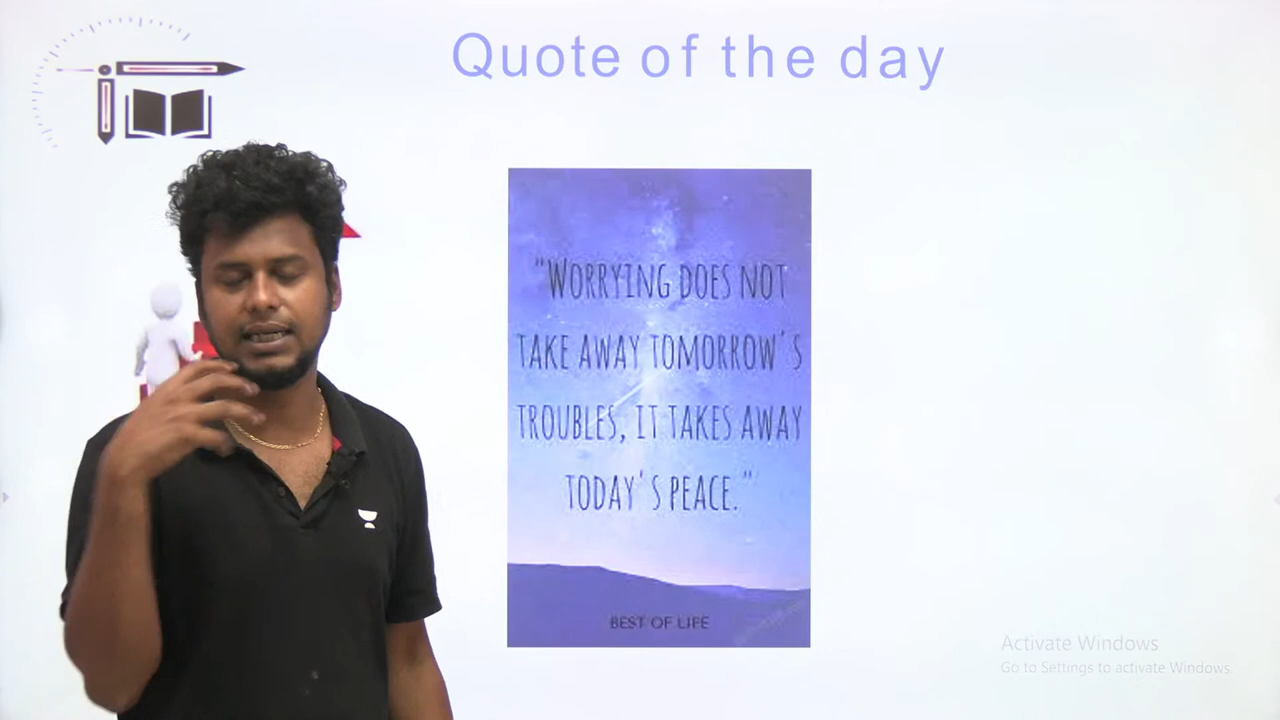 Quote of the day
"WORRYING DOES NOT
TAKE AWAY TOMORROW'S
TROUBLES, IT TAKES AWAY
TODAY'S PEACE."
BEST OF LIFE
Activate Windows
Go to Settings to activate Windows.